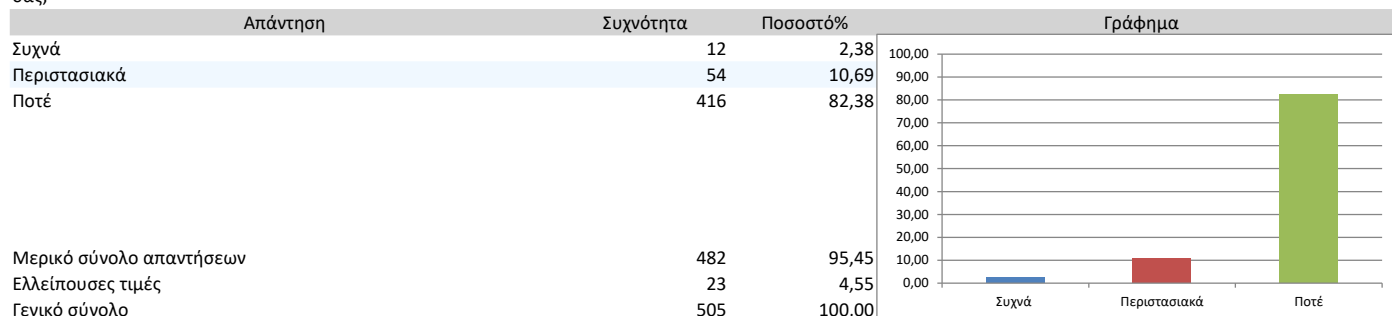 σας;
Απάντηση Συχνότητα Ποσοστό% Γράφημα
Συχνά 12 2,38
Περιστασιακά 54 10,69
Ποτέ 416 82,38
Μερικό σύνολο απαντήσεων 482 95,45
Ελλείπουσες τιμές 23 4,55
Γενικό σύνολο 505 100,00
100,00
90,00
80,00
70,00
60,00
50,00
40,00
30,00
20,00
10,00
0,00
Συχνά Περιστασιακά Ποτέ